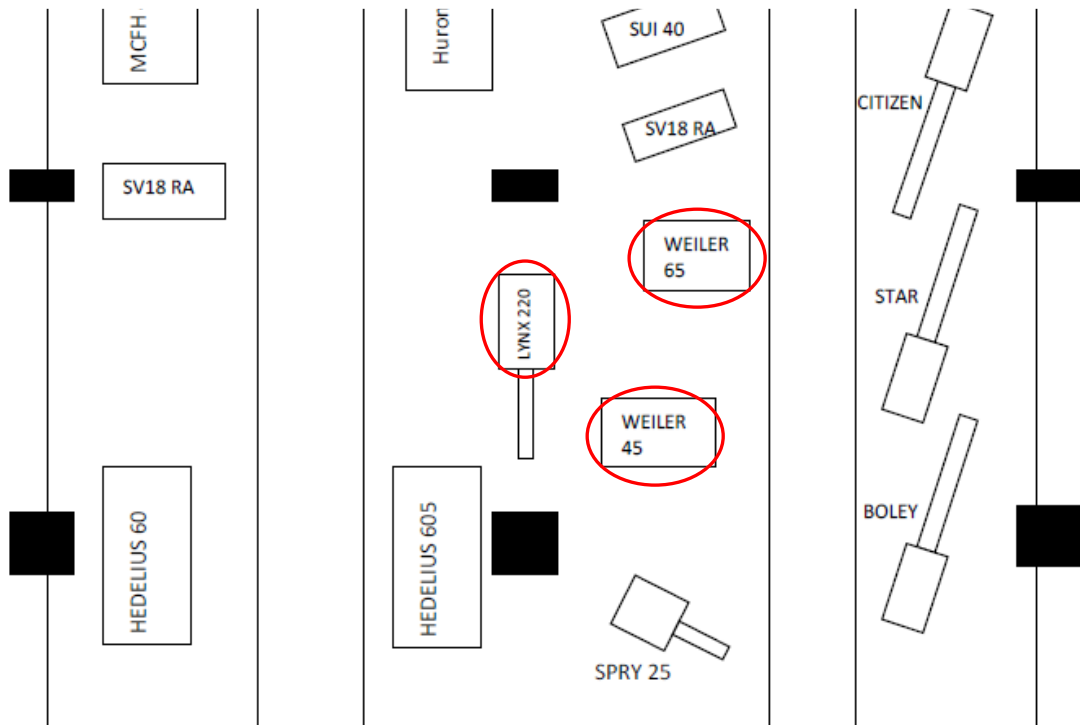 MCFH
Huron
SUI 40
CITIZEN
SV18 RA
SV18 RA
WEILER
65
LYNX 220
STAR
WEILER
45
HEDELIUS 60
HEDELIUS 605
BOLEY
SPRY 25